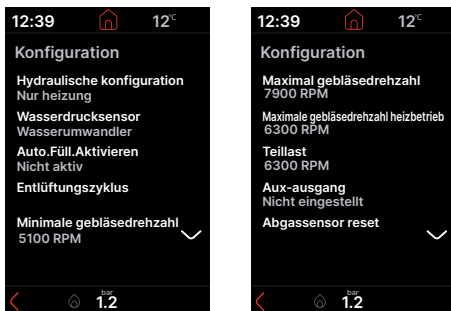 12:39 12°C
Konfiguration
Hydraulische konfiguration
Nur heizung
Wasserdrucksensor
Wasserumwandler
Auto.Füll.Aktivieren
Nicht aktiv
Entlüftungszyklus
Minimale gebläsedrehzahl
5100 RPM
bar
1.2
12:39 12°C
Konfiguration
Maximal gebläsedrehzahl
7900 RPM
Maximale gebläsedrehzahl heizbetrieb
6300 RPM
Teillast
6300 RPM
Aux-ausgang
Nicht eingestellt
Abgassensor reset
bar
1.2